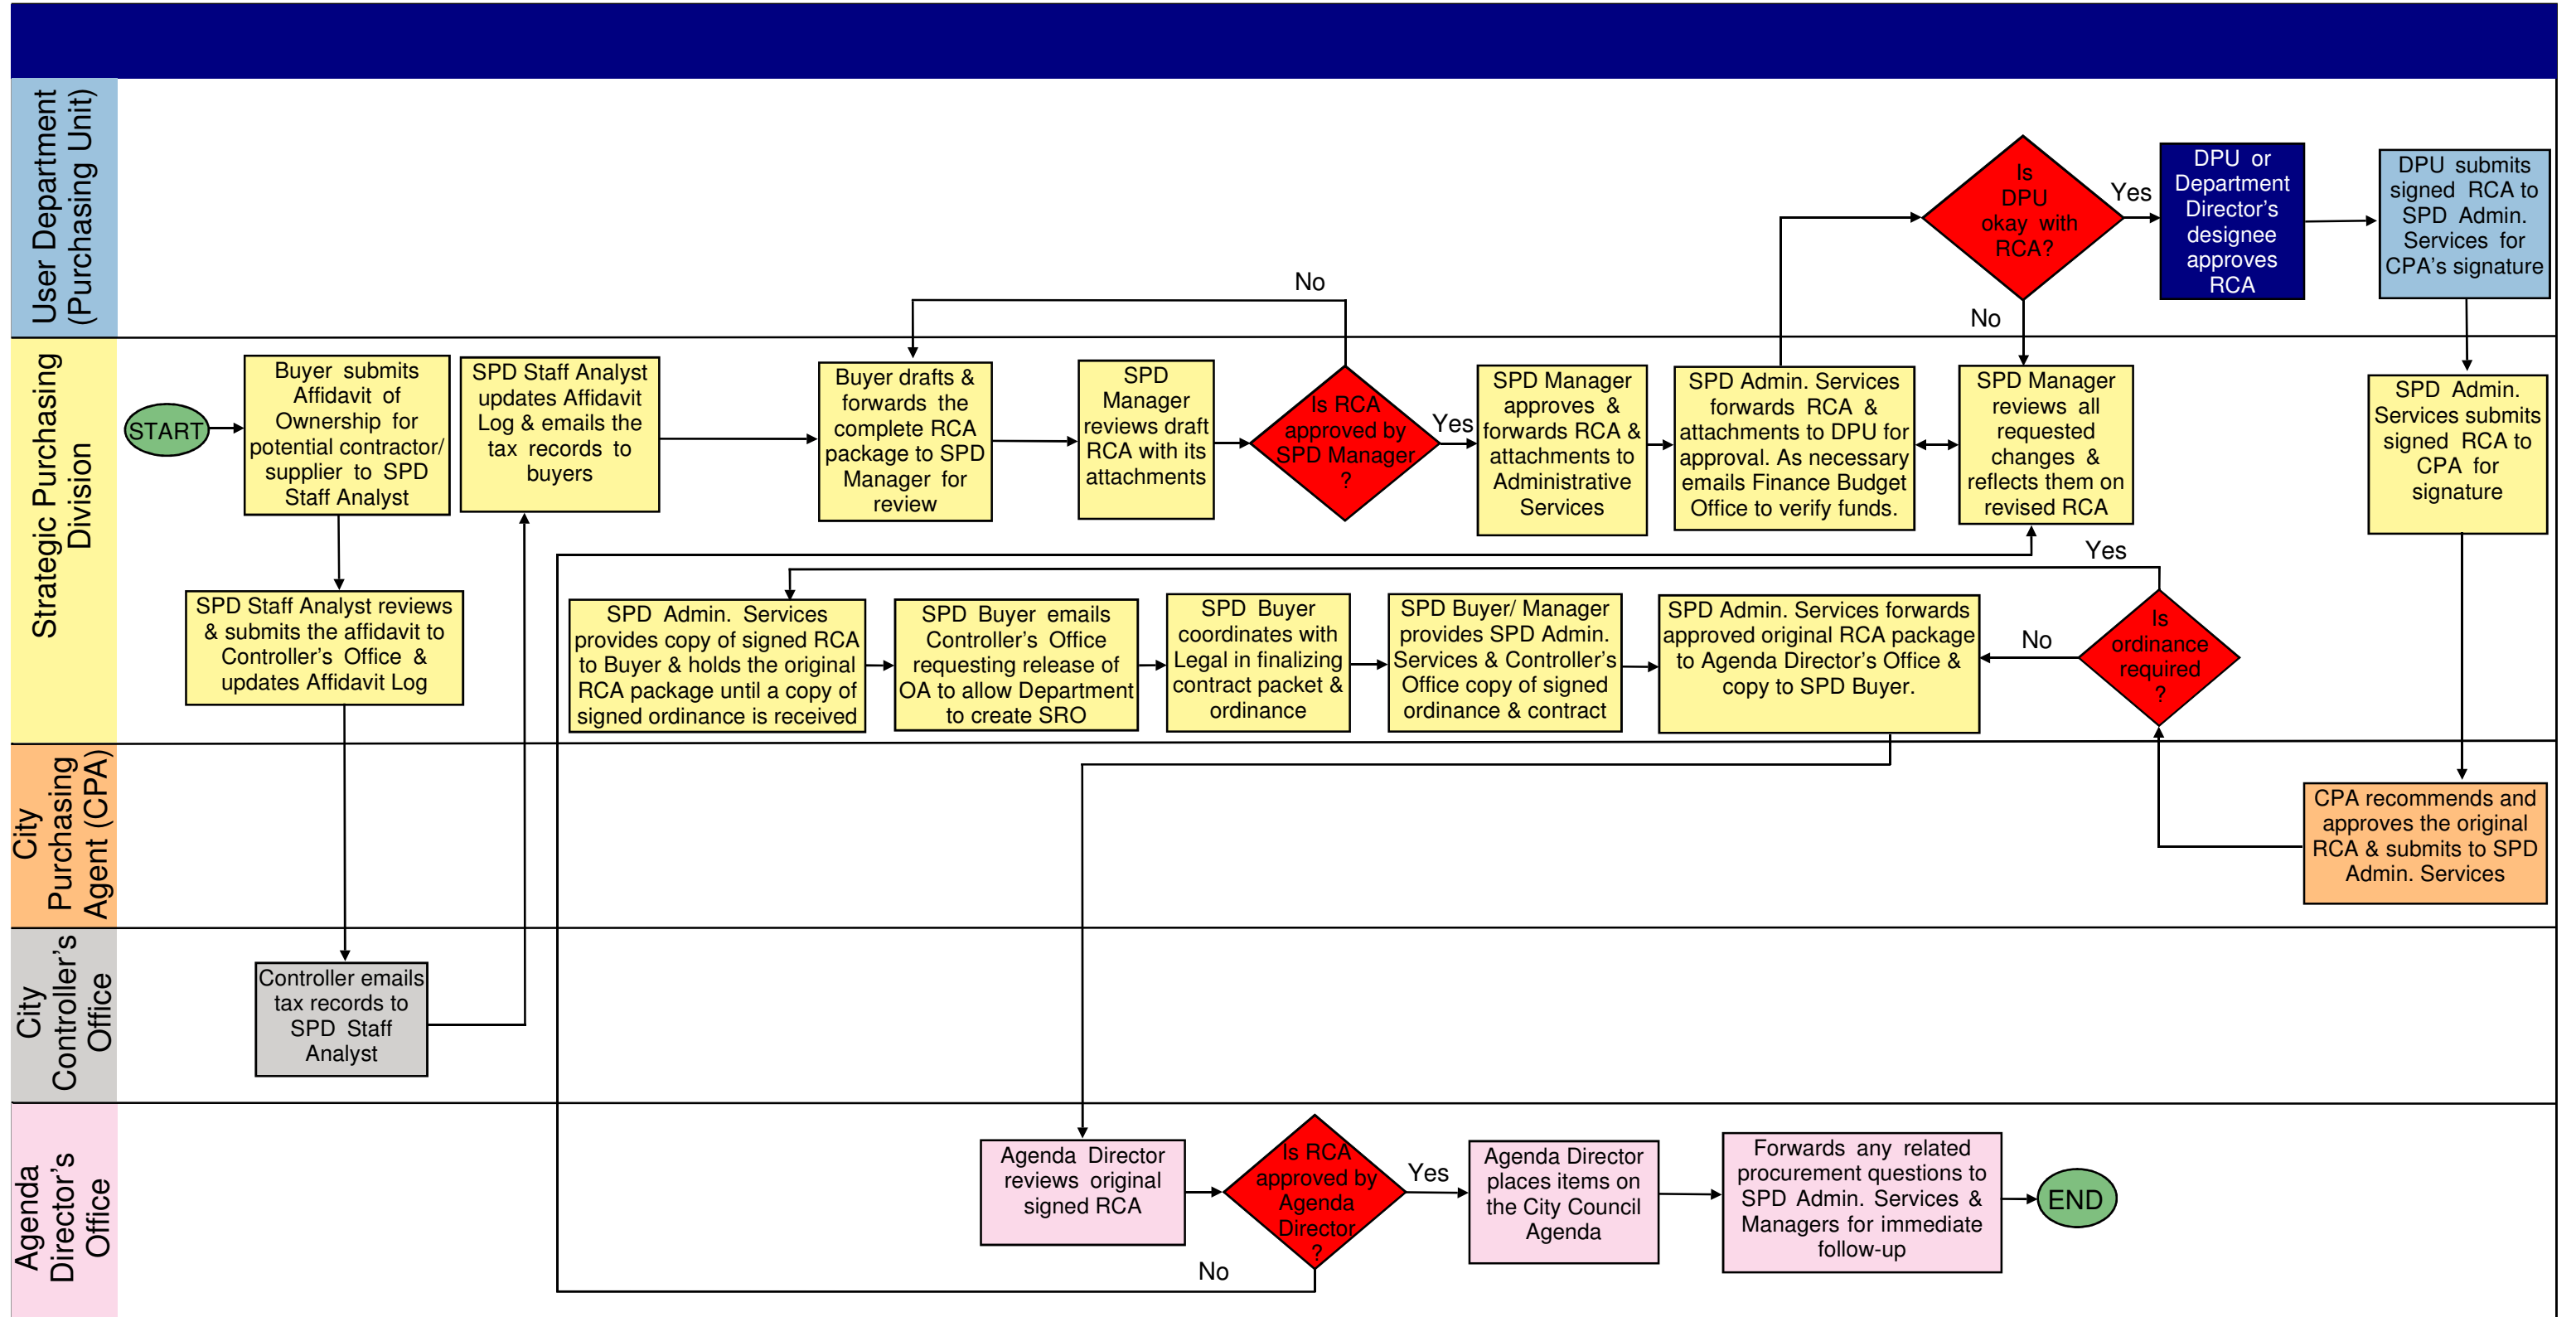 User Department
(Purchasing Unit)
Is
DPU
okay with
RCA?
Yes
No
DPU or
Department
Director's
designee
approves
RCA
DPU submits
signed RCA to
SPD Admin.
Services for
CPA's signature
Strategic Purchasing
Division
START
Buyer submits
Affidavit of
Ownership for
potential contractor/
supplier to SPD
Staff Analyst
SPD Staff Analyst
updates Affidavit
Log & emails the
tax records to
buyers
Buyer drafts &
forwards the
complete RCA
package to SPD
Manager for
review
SPD
Manager
reviews draft
RCA with its
attachments
No
Is RCA
approved by
SPD Manager
?
Yes
SPD Manager
approves &
forwards RCA &
attachments to
Administrative
Services
SPD Admin. Services
forwards RCA &
attachments to DPU for
approval. As necessary
emails Finance Budget
Office to verify funds.
SPD Manager
reviews all
requested
changes &
reflects them on
revised RCA
SPD Admin.
Services submits
signed RCA to
CPA for
signature
SPD Staff Analyst reviews
& submits the affidavit to
Controller's Office &
updates Affidavit Log
SPD Admin. Services
provides copy of signed RCA
to Buyer & holds the original
RCA package until a copy of
signed ordinance is received
SPD Buyer emails
Controller's Office
requesting release of
OA to allow Department
to create SRO
SPD Buyer
coordinates with
Legal in finalizing
contract packet &
ordinance
SPD Buyer/ Manager
provides SPD Admin.
Services & Controller's
Office copy of signed
ordinance & contract
SPD Admin. Services forwards
approved original RCA package
to Agenda Director's Office &
copy to SPD Buyer.
Yes
No
Is
ordinance
required
?
City
Purchasing
Agent (CPA)
CPA recommends and
approves the original
RCA & submits to SPD
Admin. Services
City
Controller's
Office
Controller emails
tax records to
SPD Staff
Analyst
Agenda
Director's
Office
Agenda Director
reviews original
signed RCA
Is RCA
approved by
Agenda
Director
?
No
Yes
Agenda Director
places items on
the City Council
Agenda
Forwards any related
procurement questions to
SPD Admin. Services &
Managers for immediate
follow-up
END